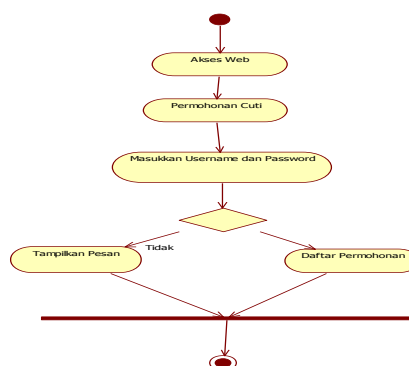 Akses Web
Permohonan Cuti
Masukkan Username dan Password
Tidak
Tampilkan Pesan
Daftar Permohonan